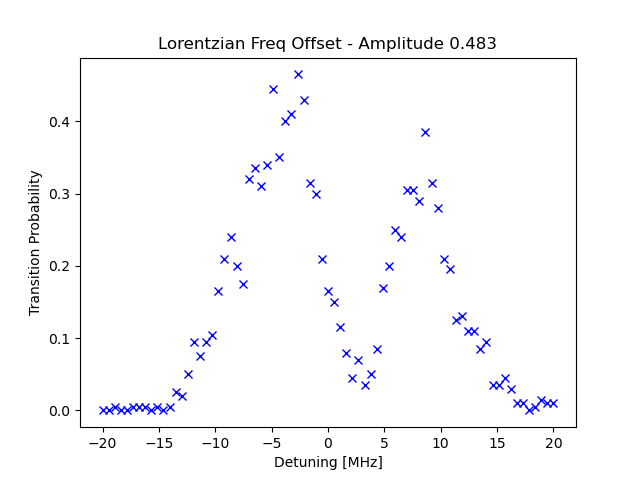 Lorentzian Freq Offset - Amplitude 0.483
Transition Probability
0.4
0.3
0.2
0.1
0.0
−20 −15 −10 −5 0 5 10 15 20
Detuning [MHz]